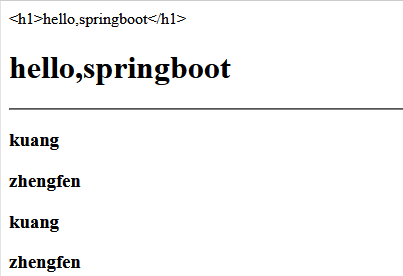 <h1>hello,springboot</h1>
hello,springboot
kuang
zhengfen
kuang
zhengfen